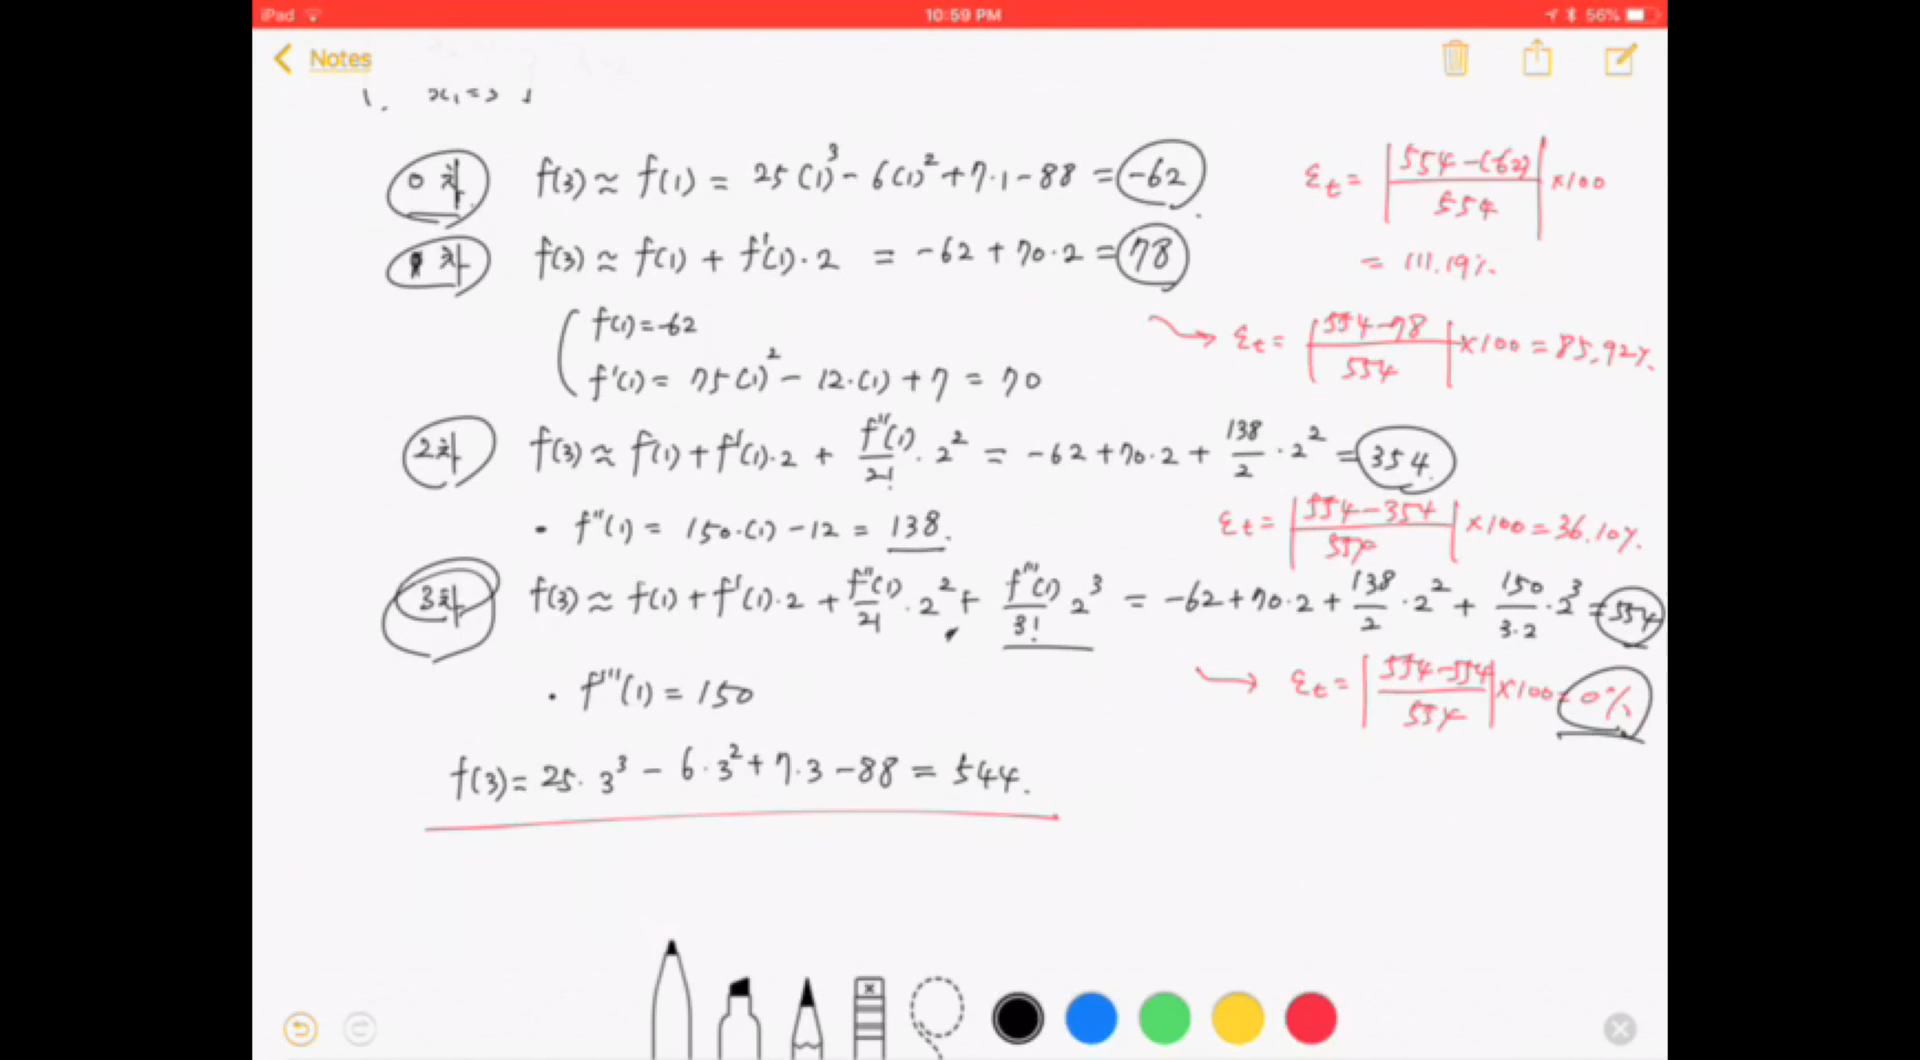 iPad 10:59 PM 56%
Notes
x₁=3
0차 f(3) ≈ f(1) = 25(1)³ - 6(1)² + 7·1 - 88 = -62
εt = |554-(-62)/554| ×100
= 111.19%
1차 f(3) ≈ f(1) + f'(1)·2 = -62 + 70·2 = 78
f(1) = -62
→ εt = |554-78/554| ×100 = 85.92%
f'(1) = 75(1)² - 12·(1) + 7 = 70
2차 f(3) ≈ f(1) + f'(1)·2 + f''(1)/2! · 2² = -62 + 70·2 + 138/2 · 2² = 354.
· f''(1) = 150·(1) - 12 = 138.
εt = |554-354/554| ×100 = 36.10%.
3차 f(3) ≈ f(1) + f'(1)·2 + f''(1)/2! · 2² + f'''(1)/3! 2³ = -62 + 70·2 + 138/2 · 2² + 150/3·2 · 2³ = 554
→ εt = |554-554/554| ×100 = 0%
· f'''(1) = 150
f(3) = 25·3³ - 6·3² + 7·3 - 88 = 544.